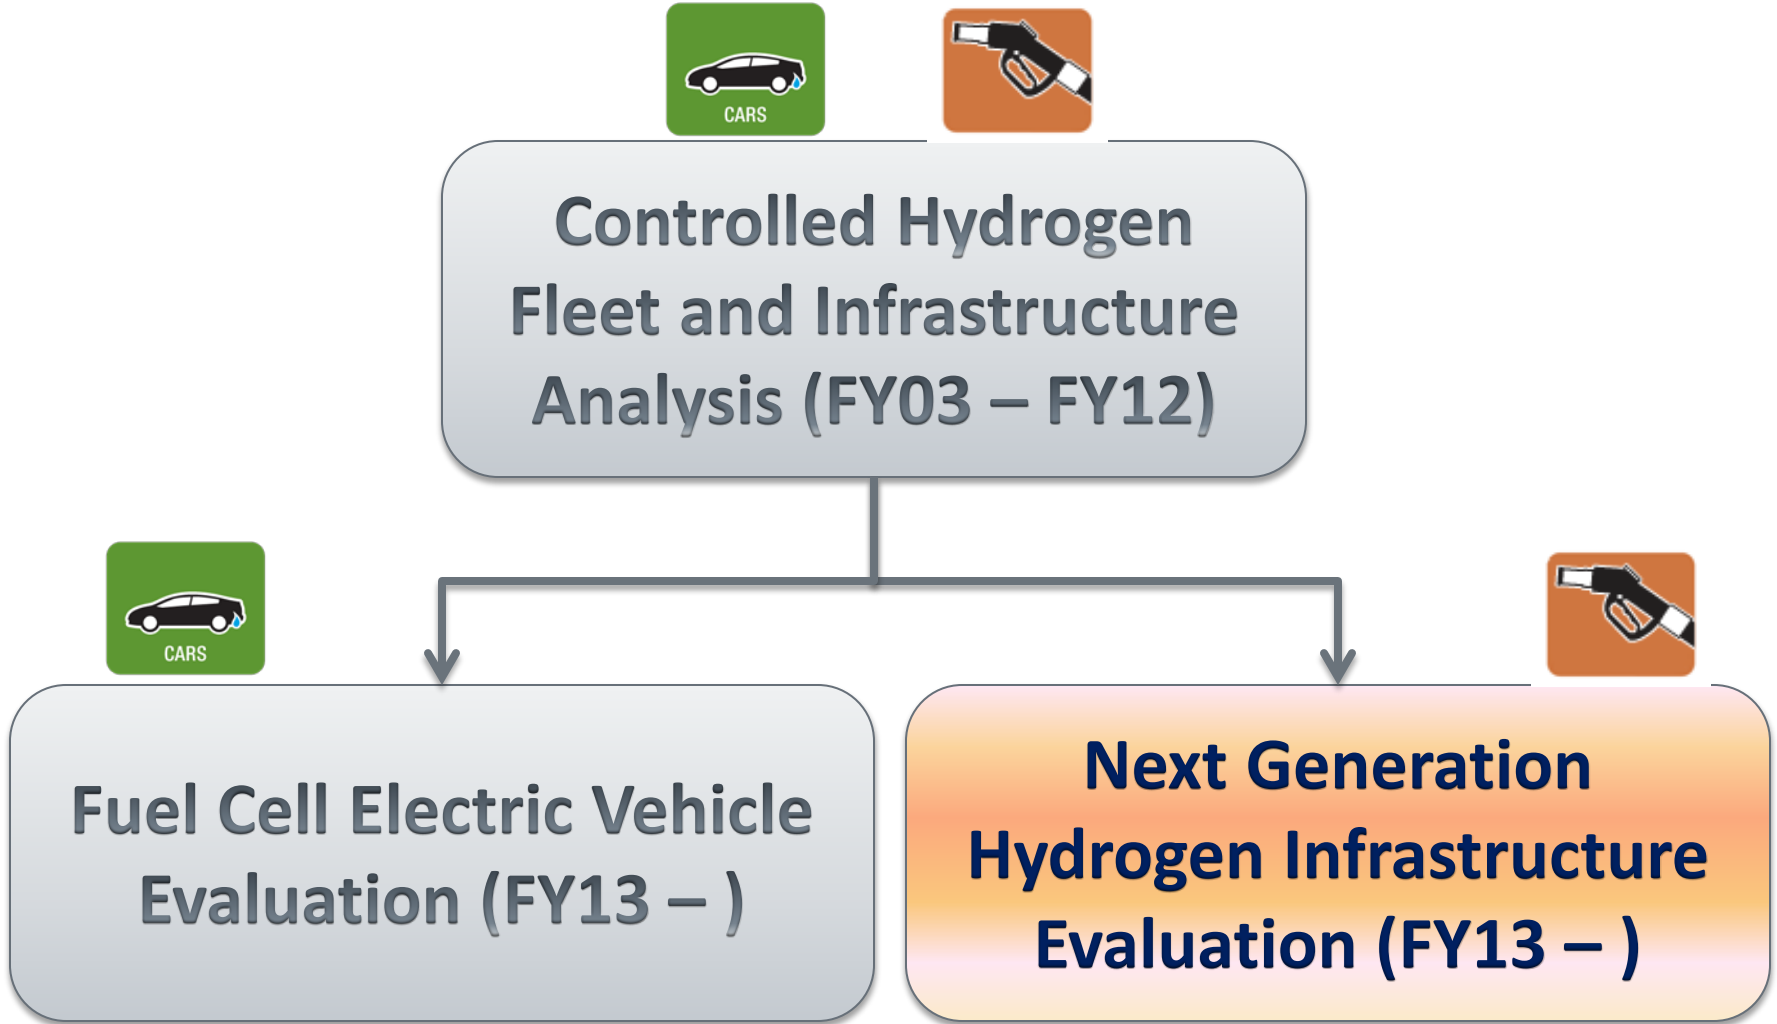 CARS
Controlled Hydrogen
Fleet and Infrastructure
Analysis (FY03 – FY12)
CARS
Fuel Cell Electric Vehicle
Evaluation (FY13 – )
Next Generation
Hydrogen Infrastructure
Evaluation (FY13 – )